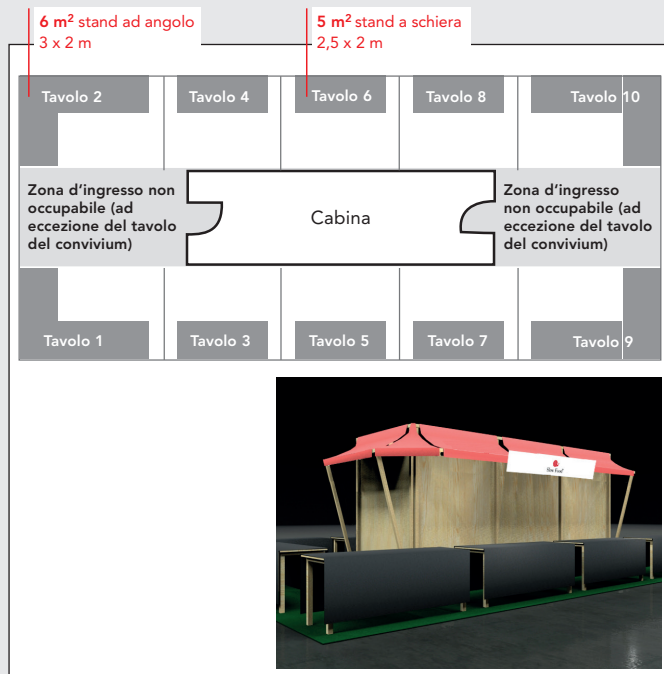 6 m² stand ad angolo
3 x 2 m
5 m² stand a schiera
2,5 x 2 m
Tavolo 2
Tavolo 4
Tavolo 6
Tavolo 8
Tavolo 10
Zona d’ingresso non
occupabile (ad
eccezione del tavolo
del convivium)
Cabina
Zona d’ingresso
non occupabile (ad
eccezione del tavolo
del convivium)
Tavolo 1
Tavolo 3
Tavolo 5
Tavolo 7
Tavolo 9
Slow Food®